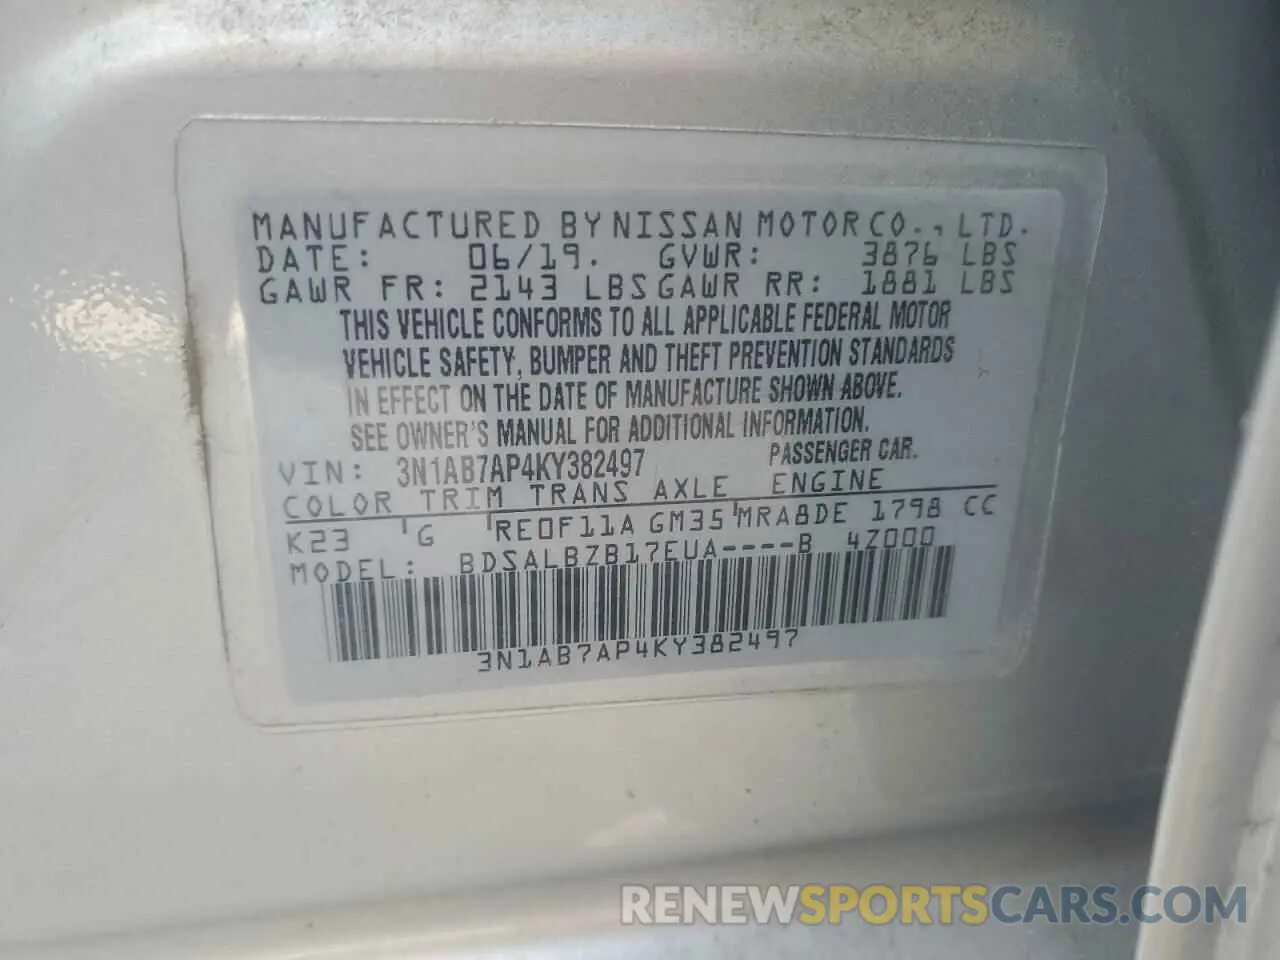 MANUFACTURED BY NISSAN MOTOR CO., LTD.
DATE: 06/19. GVWR: 3876 LBS
GAWR FR: 2143 LBS GAWR RR: 1881 LBS
THIS VEHICLE CONFORMS TO ALL APPLICABLE FEDERAL MOTOR
VEHICLE SAFETY, BUMPER AND THEFT PREVENTION STANDARDS
IN EFFECT ON THE DATE OF MANUFACTURE SHOWN ABOVE.
SEE OWNER'S MANUAL FOR ADDITIONAL INFORMATION.
VIN: 3N1AB7AP4KY382497 PASSENGER CAR.
COLOR TRIM TRANS AXLE ENGINE
K23 G RE0F11A GM35 MRA8DE 1798 CC
MODEL: BDSALBZB17EUA----B 4Z000
3N1AB7AP4KY382497
RENEWSPORTSCARS.COM